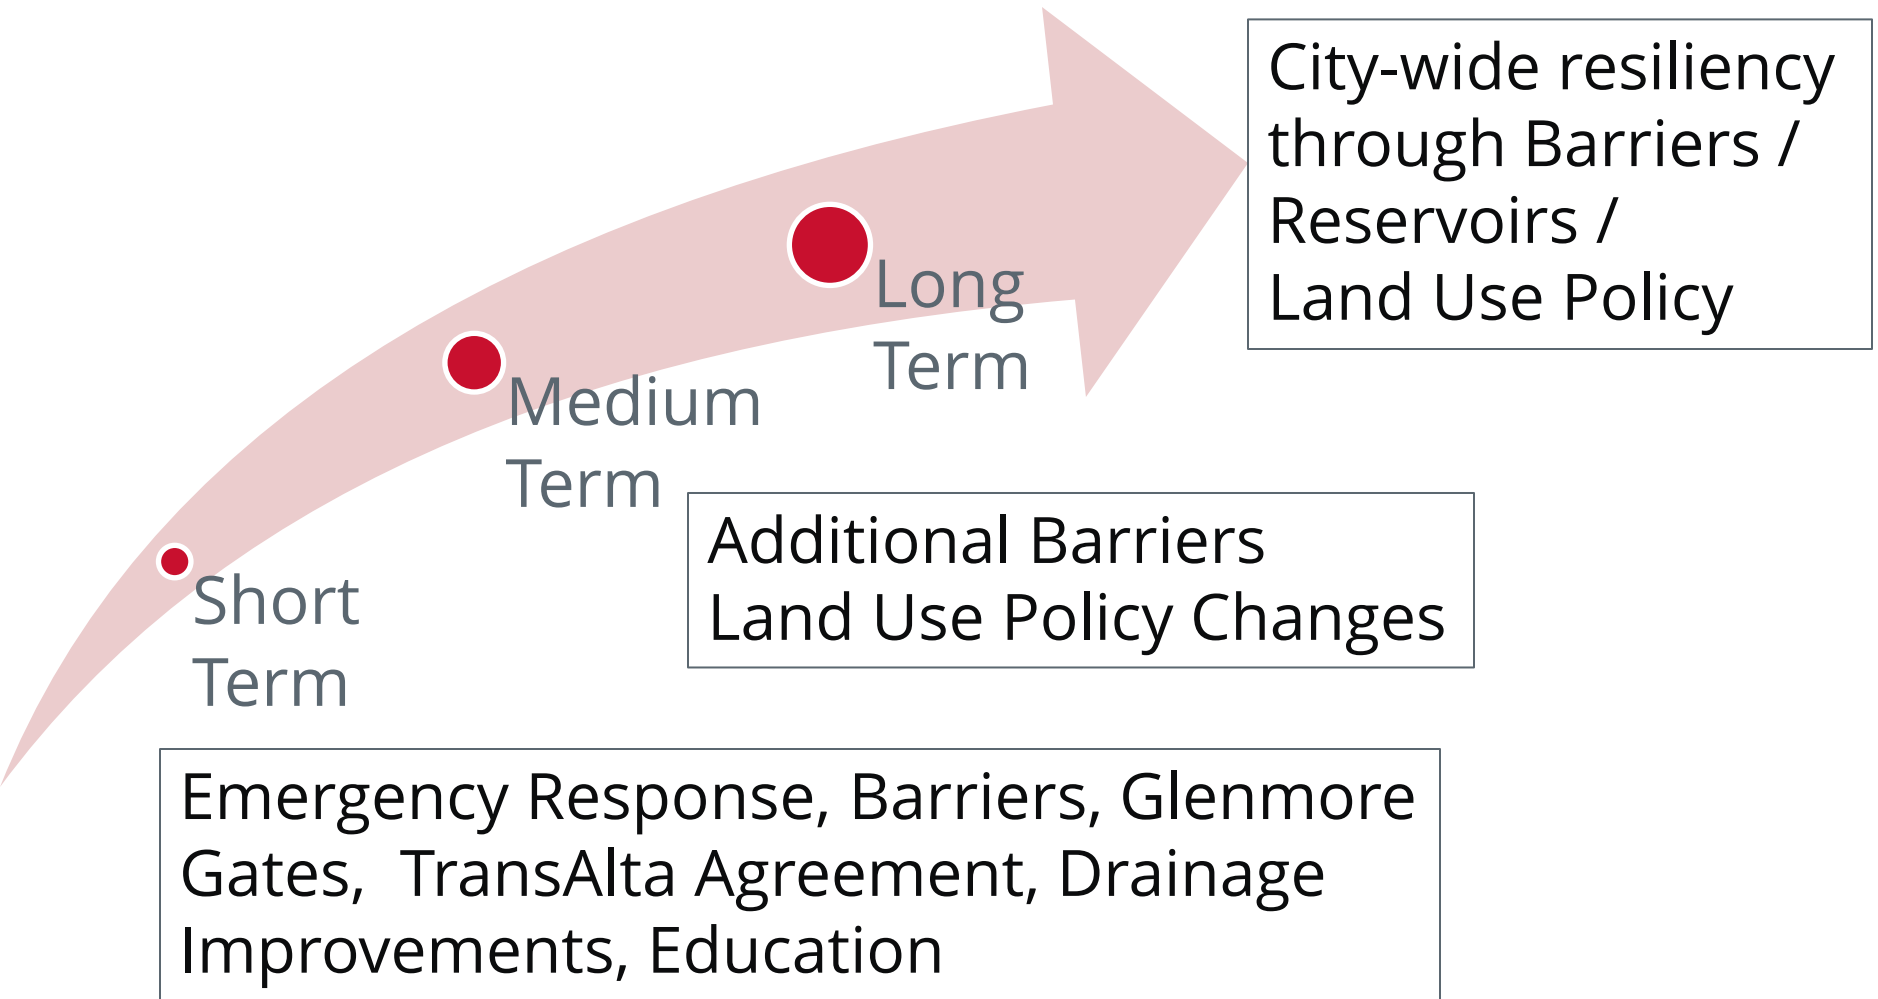 City-wide resiliency
through Barriers /
Reservoirs /
Land Use Policy
Long
Term
Medium
Term
Additional Barriers
Land Use Policy Changes
Short
Term
Emergency Response, Barriers, Glenmore
Gates,  TransAlta Agreement, Drainage
Improvements, Education